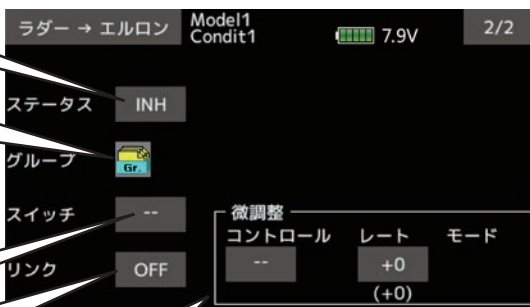 ラダー → エルロン
Model1
Condit1
7.9V
2/2
ステータス INH
グループ Gr.
スイッチ --
リンク OFF
微調整
コントロール レート モード
-- +0
(+0)